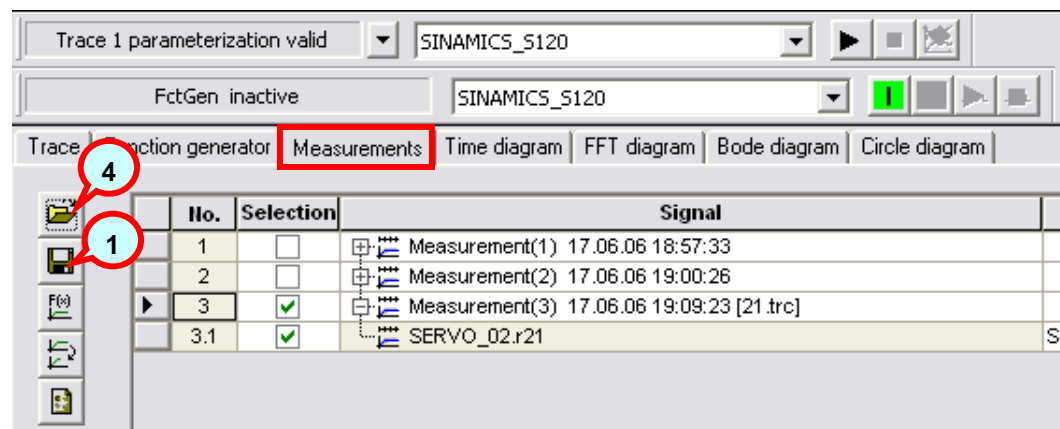 Trace 1 parameterization valid SINAMICS_S120
FctGen inactive SINAMICS_S120
Trace nction generator Measurements Time diagram FFT diagram Bode diagram Circle diagram
4
No. Selection Signal
1
1 Measurement(1) 17.06.06 18:57:33
2 Measurement(2) 17.06.06 19:00:26
F(x) 3 Measurement(3) 17.06.06 19:09:23 [21.trc]
3.1 SERVO_02.r21 S